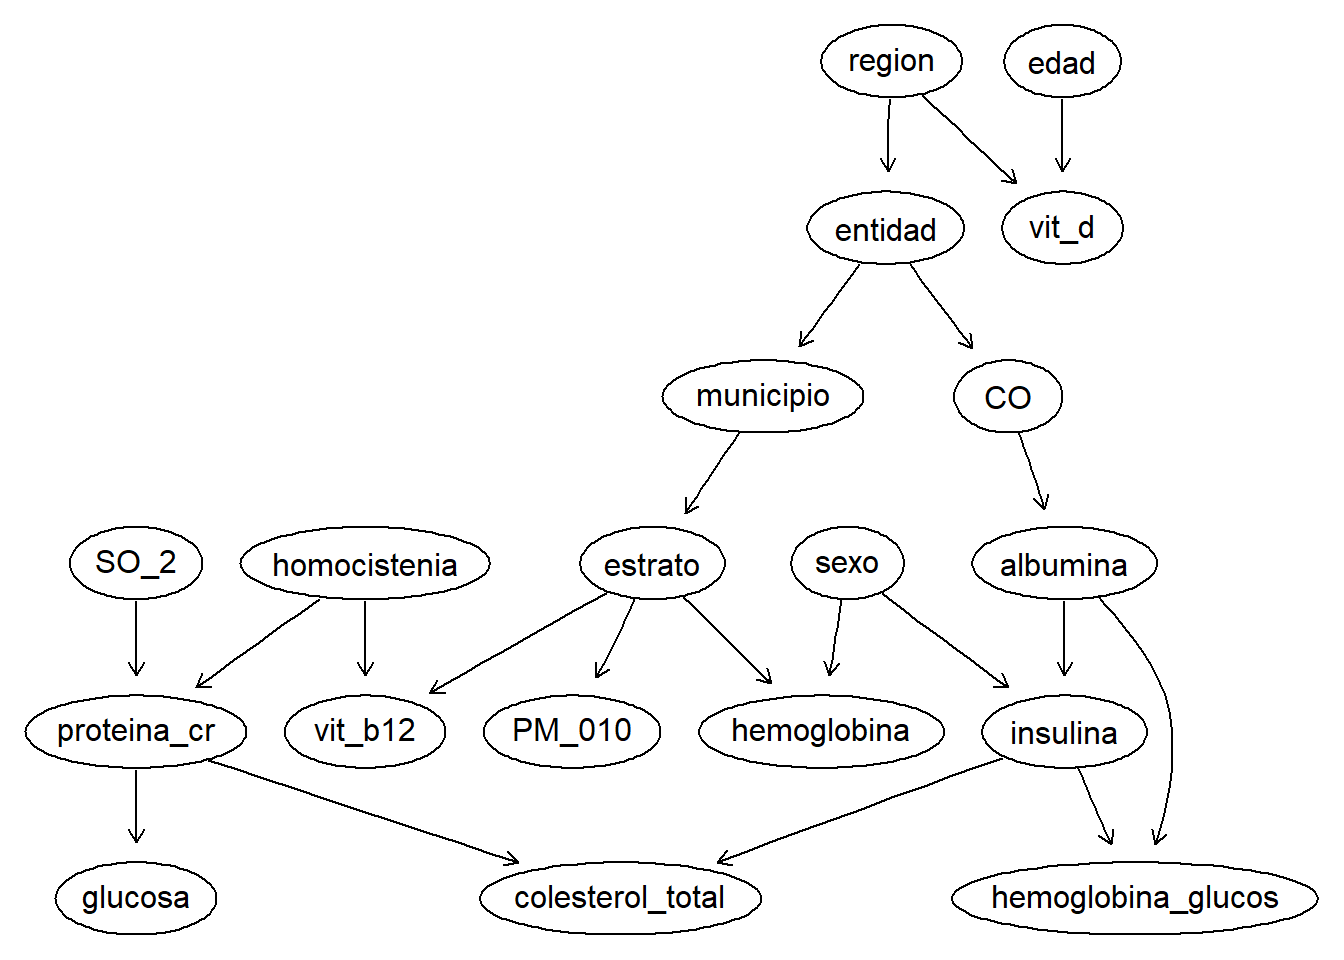 region
edad
entidad
vit_d
municipio
CO
SO_2
homocistenia
estrato
sexo
albumina
proteina_cr
vit_b12
PM_010
hemoglobina
insulina
glucosa
colesterol_total
hemoglobina_glucos